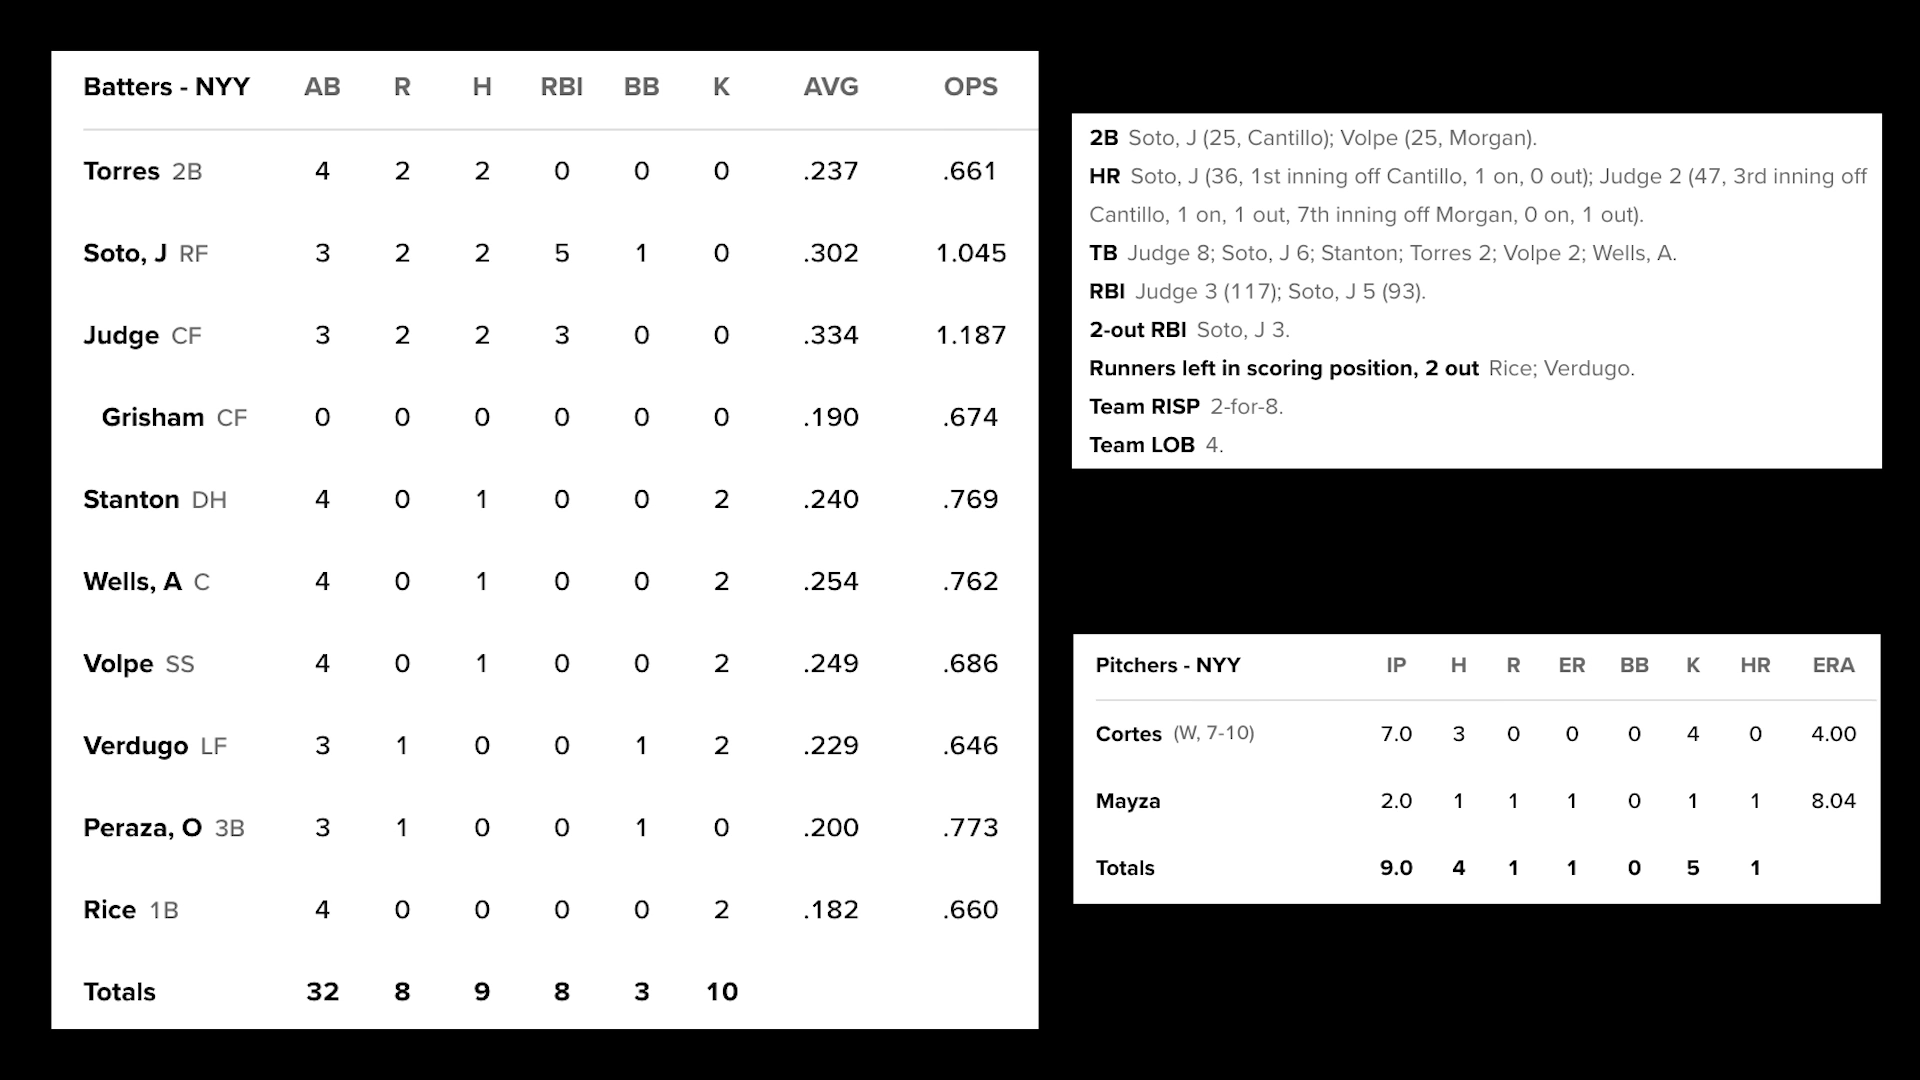 Batters - NYY AB R H RBI BB K AVG OPS
Torres 2B 4 2 2 0 0 0 .237 .661
Soto, J RF 3 2 2 5 1 0 .302 1.045
Judge CF 3 2 2 3 0 0 .334 1.187
Grisham CF 0 0 0 0 0 0 .190 .674
Stanton DH 4 0 1 0 0 2 .240 .769
Wells, A C 4 0 1 0 0 2 .254 .762
Volpe SS 4 0 1 0 0 2 .249 .686
Verdugo LF 3 1 0 0 1 2 .229 .646
Peraza, O 3B 3 1 0 0 1 0 .200 .773
Rice 1B 4 0 0 0 0 2 .182 .660
Totals 32 8 9 8 3 10
2B Soto, J (25, Cantillo); Volpe (25, Morgan).
HR Soto, J (36, 1st inning off Cantillo, 1 on, 0 out); Judge 2 (47, 3rd inning off
Cantillo, 1 on, 1 out, 7th inning off Morgan, 0 on, 1 out).
TB Judge 8; Soto, J 6; Stanton; Torres 2; Volpe 2; Wells, A.
RBI Judge 3 (117); Soto, J 5 (93).
2-out RBI Soto, J 3.
Runners left in scoring position, 2 out Rice; Verdugo.
Team RISP 2-for-8.
Team LOB 4.
Pitchers - NYY IP H R ER BB K HR ERA
Cortes (W, 7-10) 7.0 3 0 0 0 4 0 4.00
Mayza 2.0 1 1 1 0 1 1 8.04
Totals 9.0 4 1 1 0 5 1